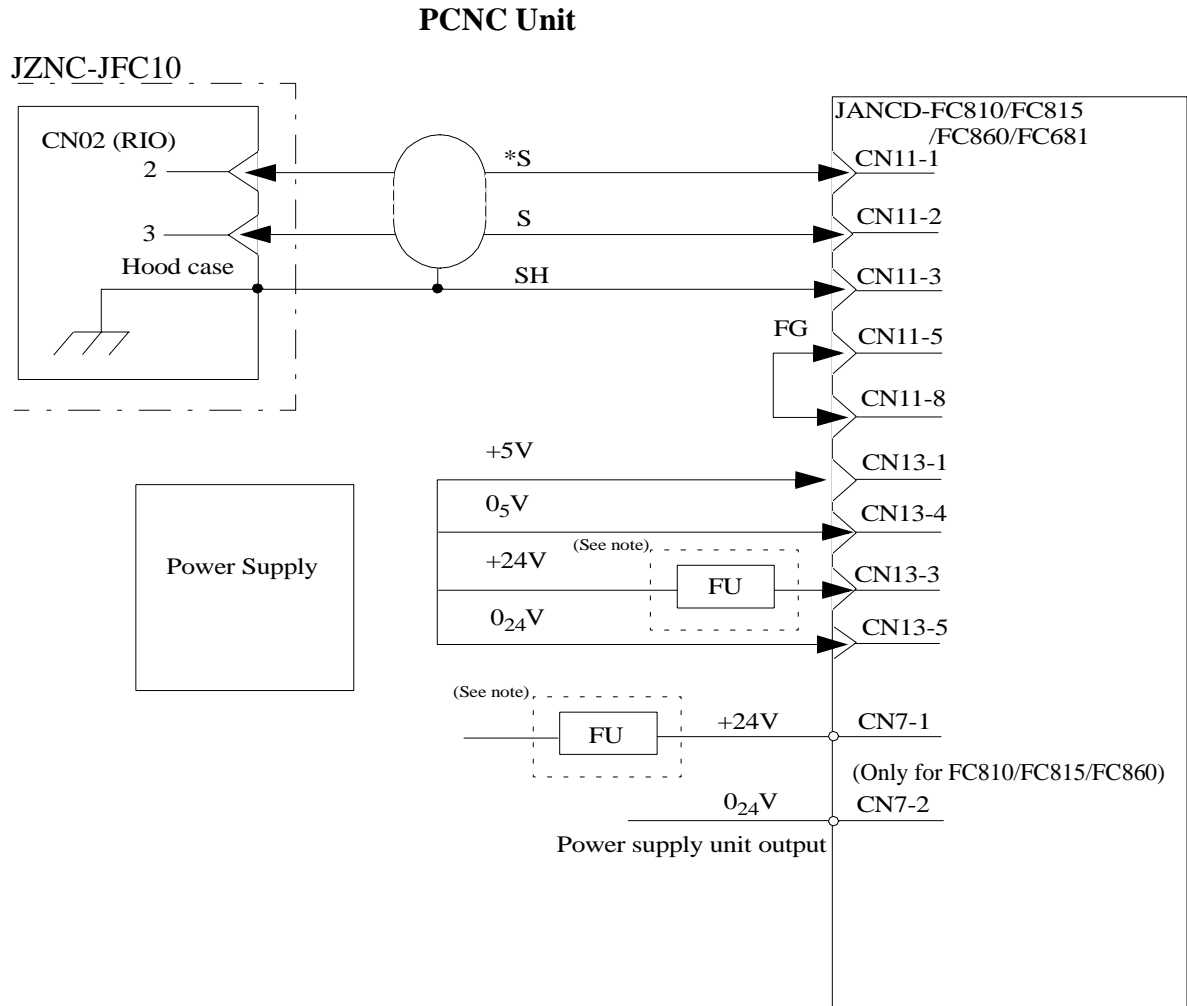 PCNC Unit
JZNC-JFC10
JANCD-FC810/FC815
/FC860/FC681
CN02 (RIO)
2
*S
CN11-1
3
S
CN11-2
Hood case
SH
CN11-3
FG
CN11-5
CN11-8
+5V
CN13-1
05V
CN13-4
(See note)
Power Supply
+24V
FU
CN13-3
024V
CN13-5
(See note)
FU
+24V
CN7-1
(Only for FC810/FC815/FC860)
024V
CN7-2
Power supply unit output